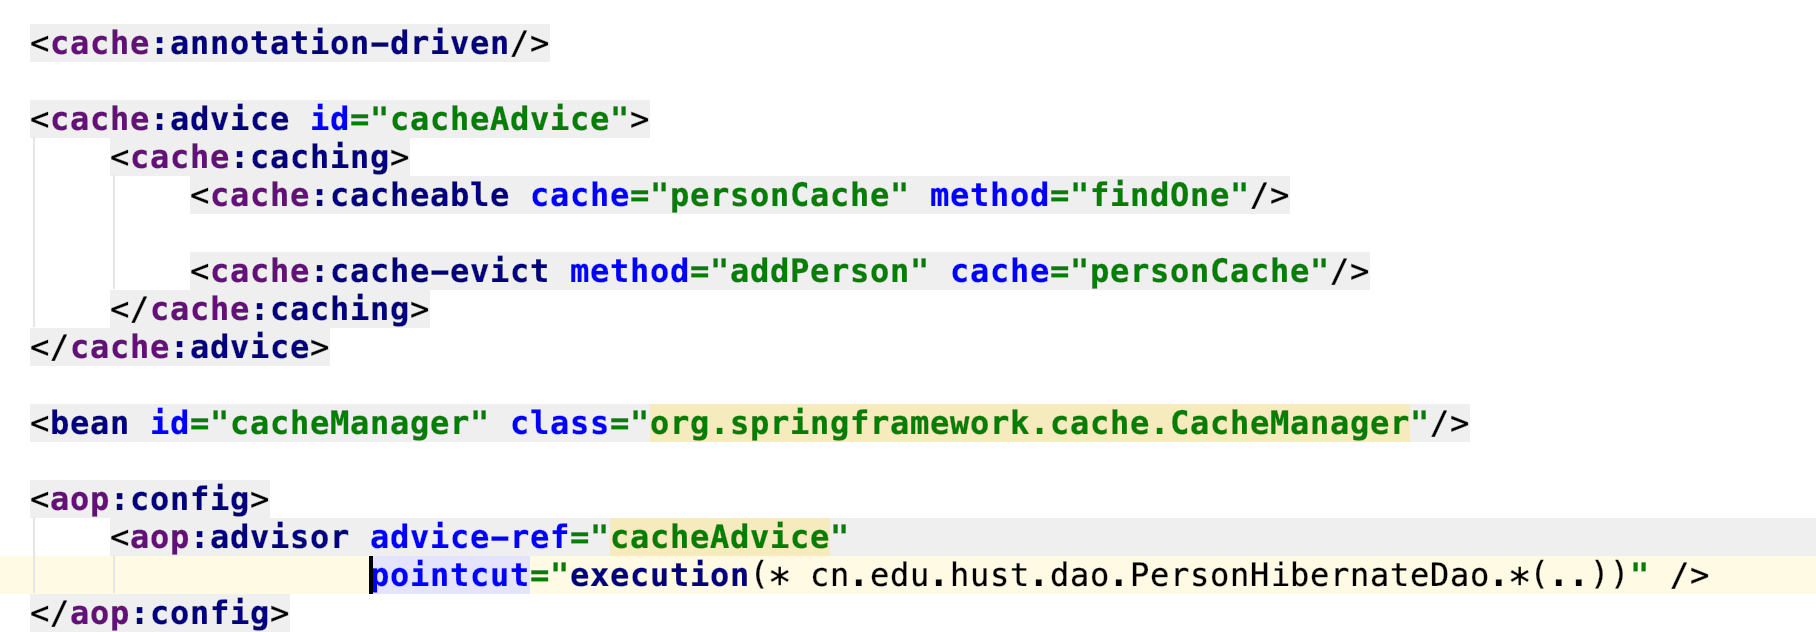 <cache:annotation-driven/>
<cache:advice id="cacheAdvice">
<cache:caching>
<cache:cacheable cache="personCache" method="findOne"/>
<cache:cache-evict method="addPerson" cache="personCache"/>
</cache:caching>
</cache:advice>
<bean id="cacheManager" class="org.springframework.cache.CacheManager"/>
<aop:config>
<aop:advisor advice-ref="cacheAdvice"
pointcut="execution(* cn.edu.hust.dao.PersonHibernateDao.*(..))" />
</aop:config>